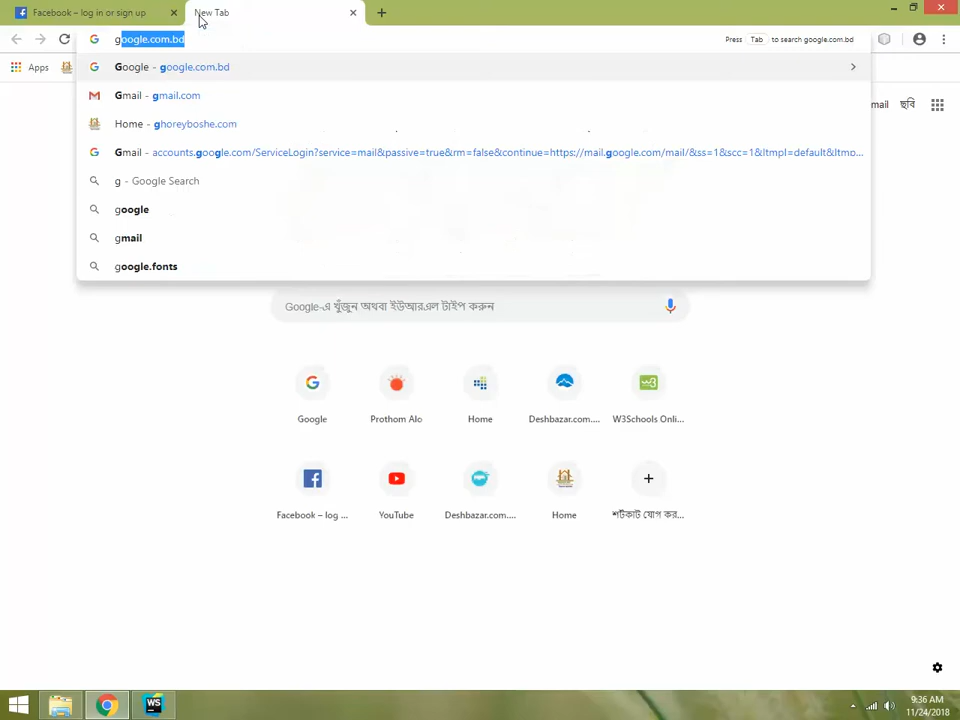 Facebook – log in or sign up
New Tab
google.com.bd
Press Tab to search google.com.bd
Apps
Google - google.com.bd
Gmail - gmail.com
Home - ghoreyboshe.com
Gmail - accounts.google.com/ServiceLogin?service=mail&passive=true&rm=false&continue=https://mail.google.com/mail/&ss=1&scc=1&ltmpl=default&ltmo...
g - Google Search
google
gmail
google.fonts
mail
ছবি
Google-এ খুঁজুন অথবা ইউআরএল টাইপ করুন
Google
Prothom Alo
Home
Deshbazar.com....
W3Schools Onli...
Facebook – log ...
YouTube
Deshbazar.com....
Home
শর্টকাট যোগ কর...
WS
9:36 AM
11/24/2018